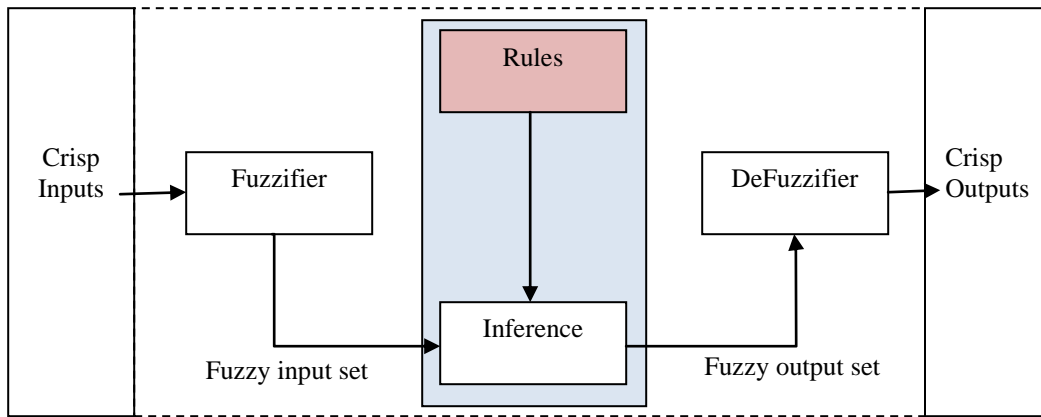 Rules
Crisp
Inputs
Fuzzifier
DeFuzzifier
Crisp
Outputs
Inference
Fuzzy input set
Fuzzy output set